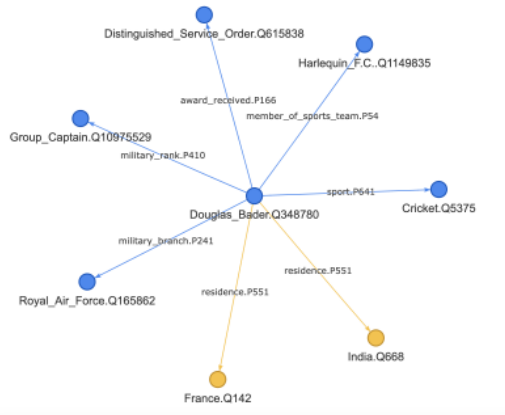 Distinguished_Service_Order.Q615838
Harlequin_F.C..Q1149835
award_received.P166
member_of_sports_team.P54
Group_Captain.Q10975529
military_rank.P410
sport.P641
Cricket.Q5375
Douglas_Bader.Q348780
military_branch.P241
residence.P551
Royal_Air_Force.Q165862
residence.P551
India.Q668
France.Q142